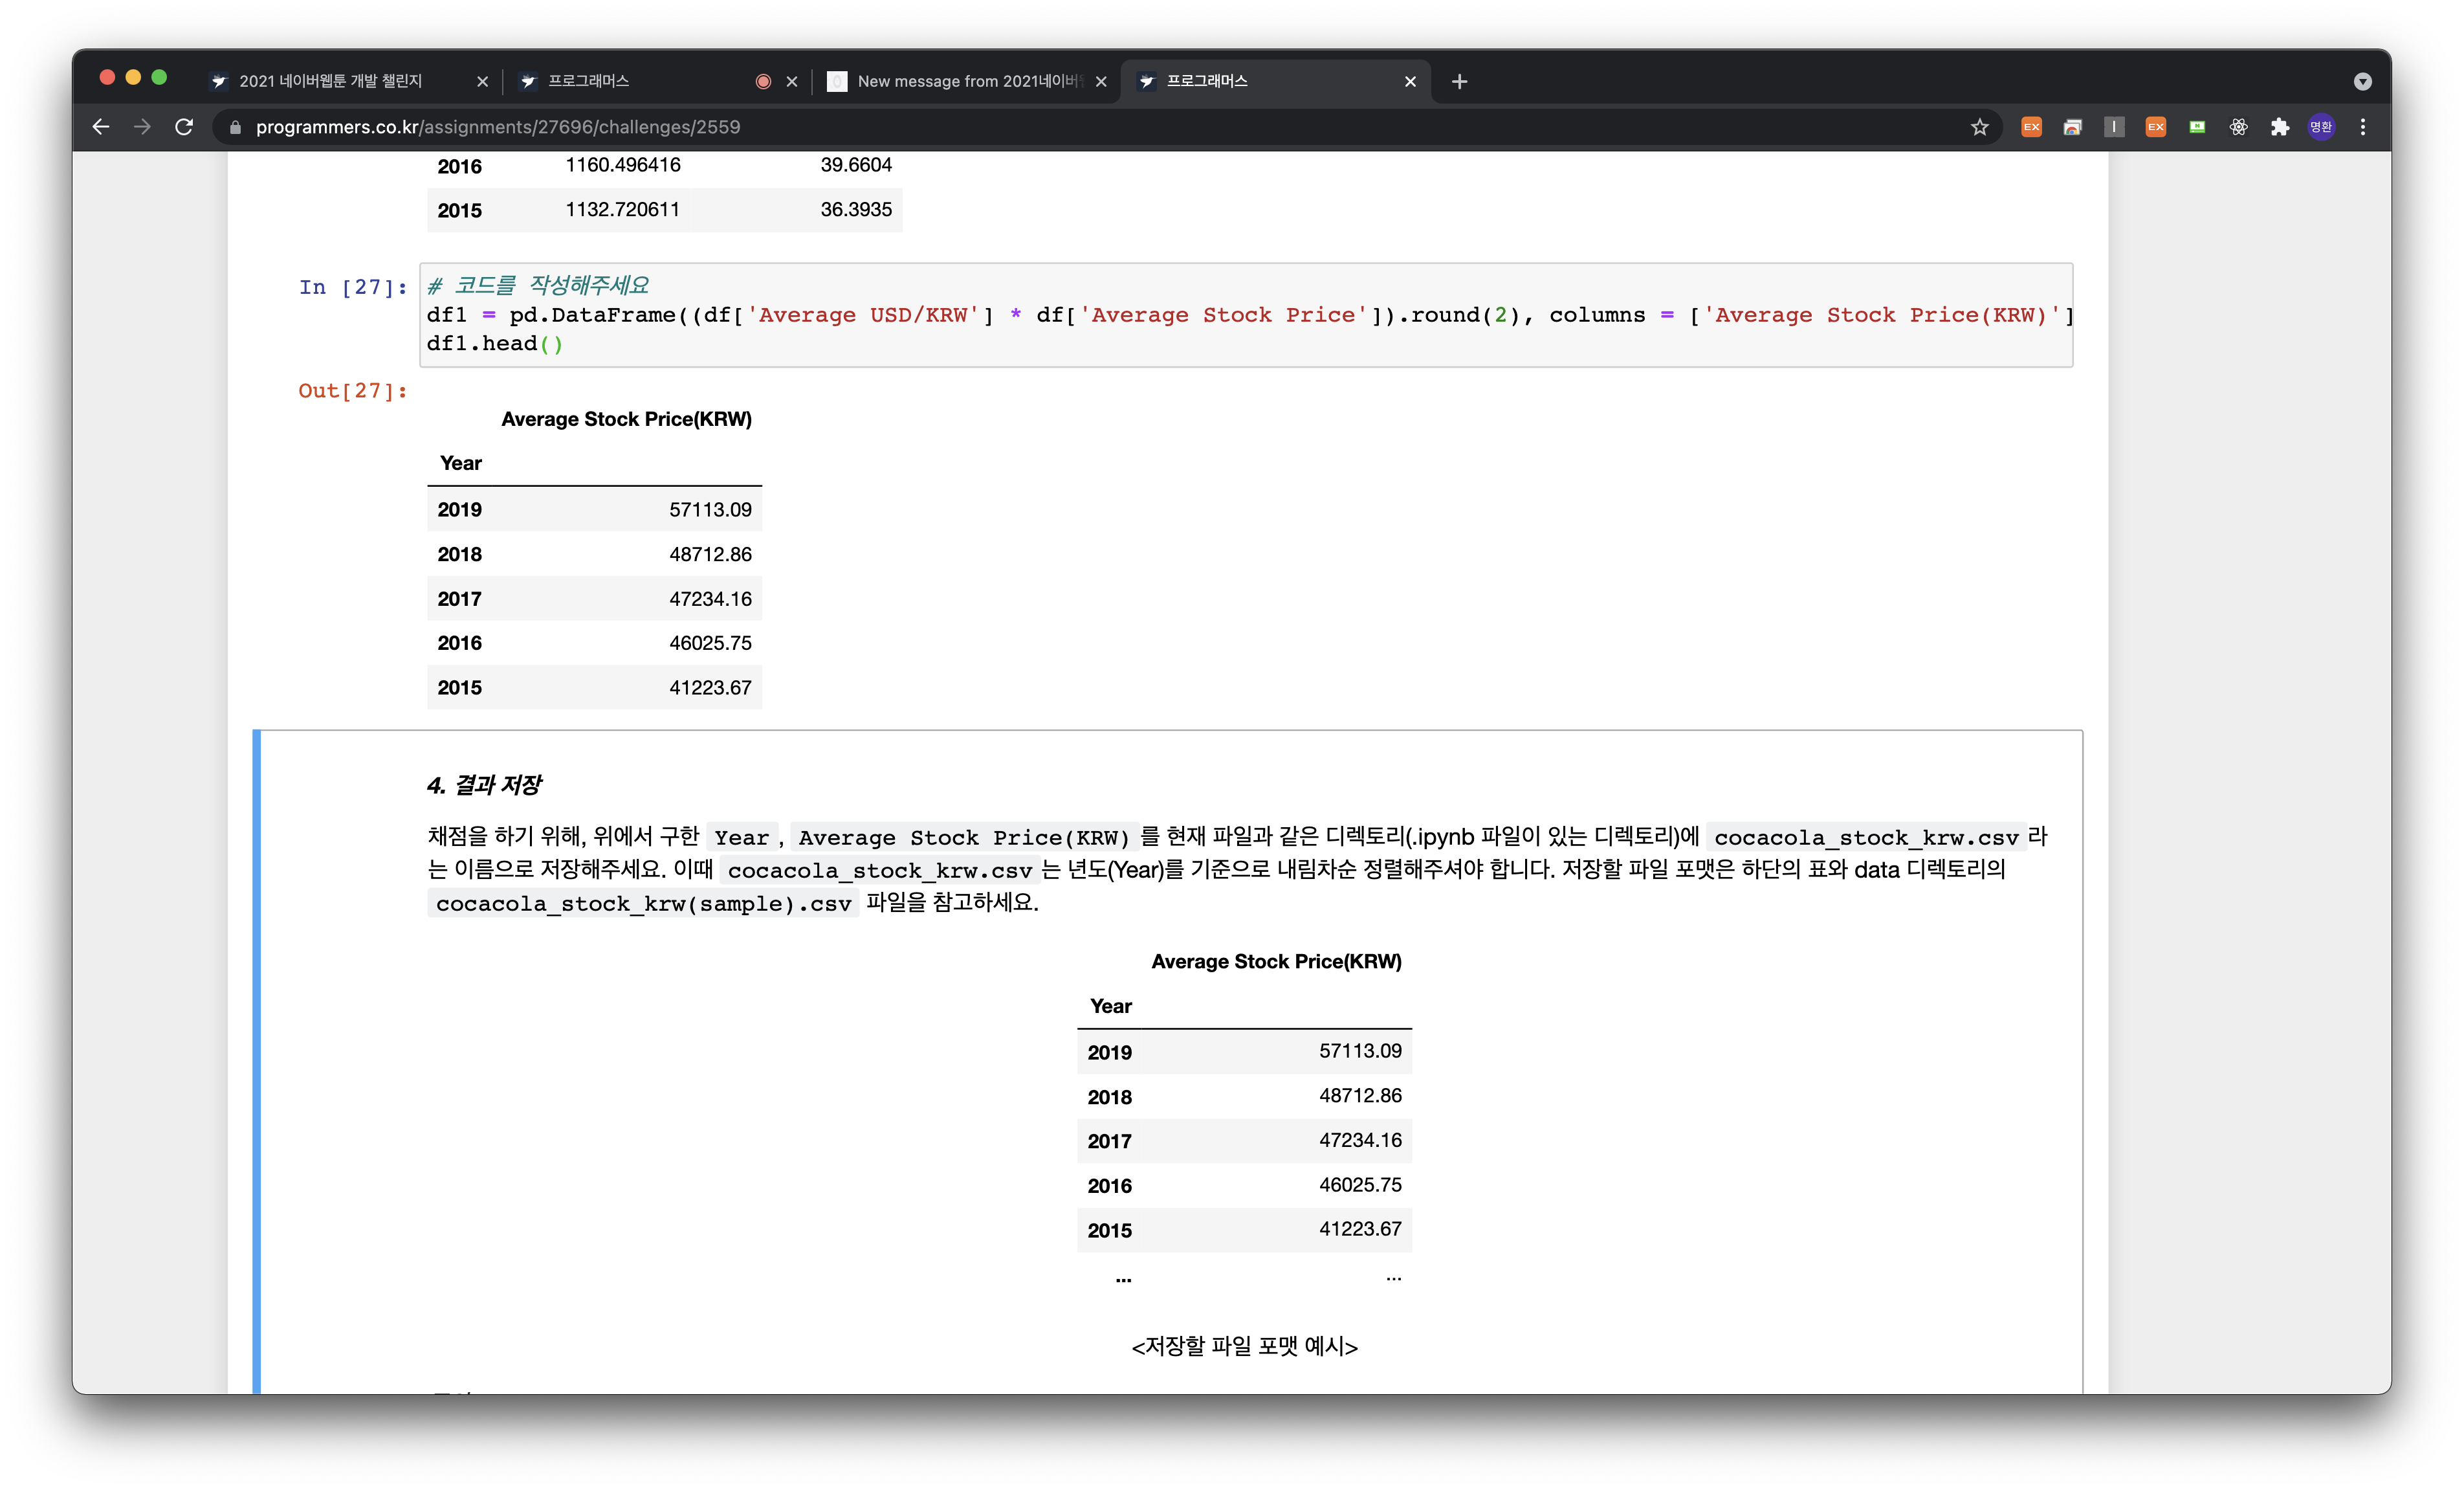 2021 네이버웹툰 개발 챌린지
프로그래머스
New message from 2021네이버
프로그래머스
programmers.co.kr/assignments/27696/challenges/2559
EX
EX
명환
2016 1160.496416 39.6604
2015 1132.720611 36.3935
In [27]:
# 코드를 작성해주세요
df1 = pd.DataFrame((df['Average USD/KRW'] * df['Average Stock Price']).round(2), columns = ['Average Stock Price(KRW)']
df1.head()
Out[27]:
Average Stock Price(KRW)
Year
2019 57113.09
2018 48712.86
2017 47234.16
2016 46025.75
2015 41223.67
4. 결과 저장
채점을 하기 위해, 위에서 구한 Year, Average Stock Price(KRW)를 현재 파일과 같은 디렉토리(.ipynb 파일이 있는 디렉토리)에 cocacola_stock_krw.csv라
는 이름으로 저장해주세요. 이때 cocacola_stock_krw.csv는 년도(Year)를 기준으로 내림차순 정렬해주셔야 합니다. 저장할 파일 포맷은 하단의 표와 data 디렉토리의
cocacola_stock_krw(sample).csv 파일을 참고하세요.
Average Stock Price(KRW)
Year
2019 57113.09
2018 48712.86
2017 47234.16
2016 46025.75
2015 41223.67
... ...
<저장할 파일 포맷 예시>